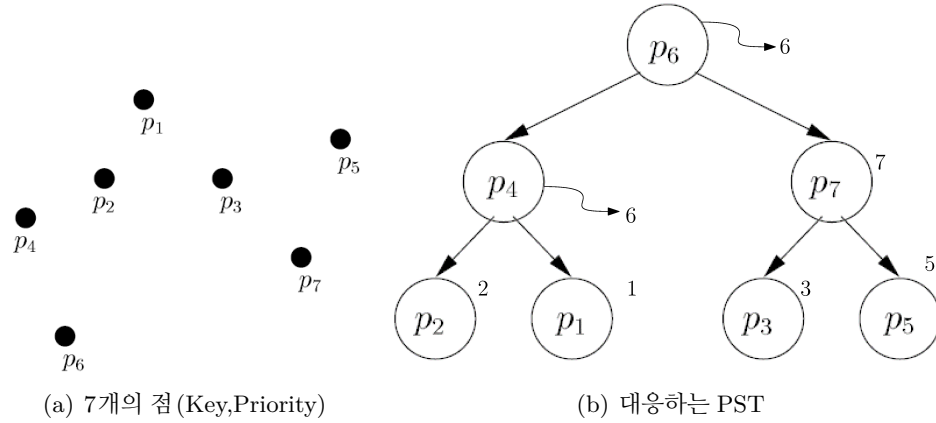 p1
p5
p2
p3
p4
p7
p6
(a) 7개의 점(Key,Priority)
p6
6
p4
6
p7
7
p2
2
p1
1
p3
3
p5
5
(b) 대응하는 PST